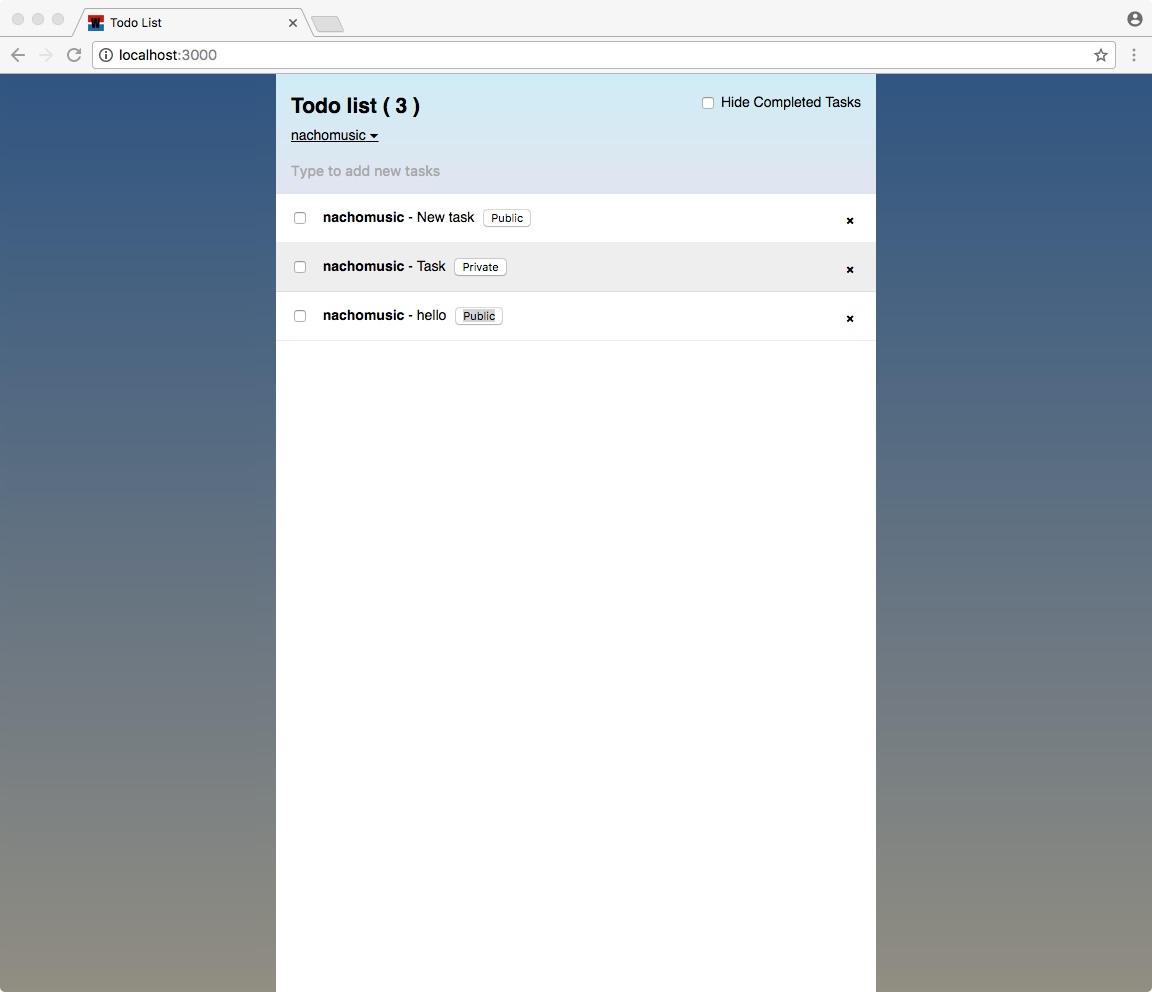 Todo List
localhost:3000
Todo list ( 3 )
Hide Completed Tasks
nachomusic
Type to add new tasks
nachomusic - New task Public
nachomusic - Task Private
nachomusic - hello Public